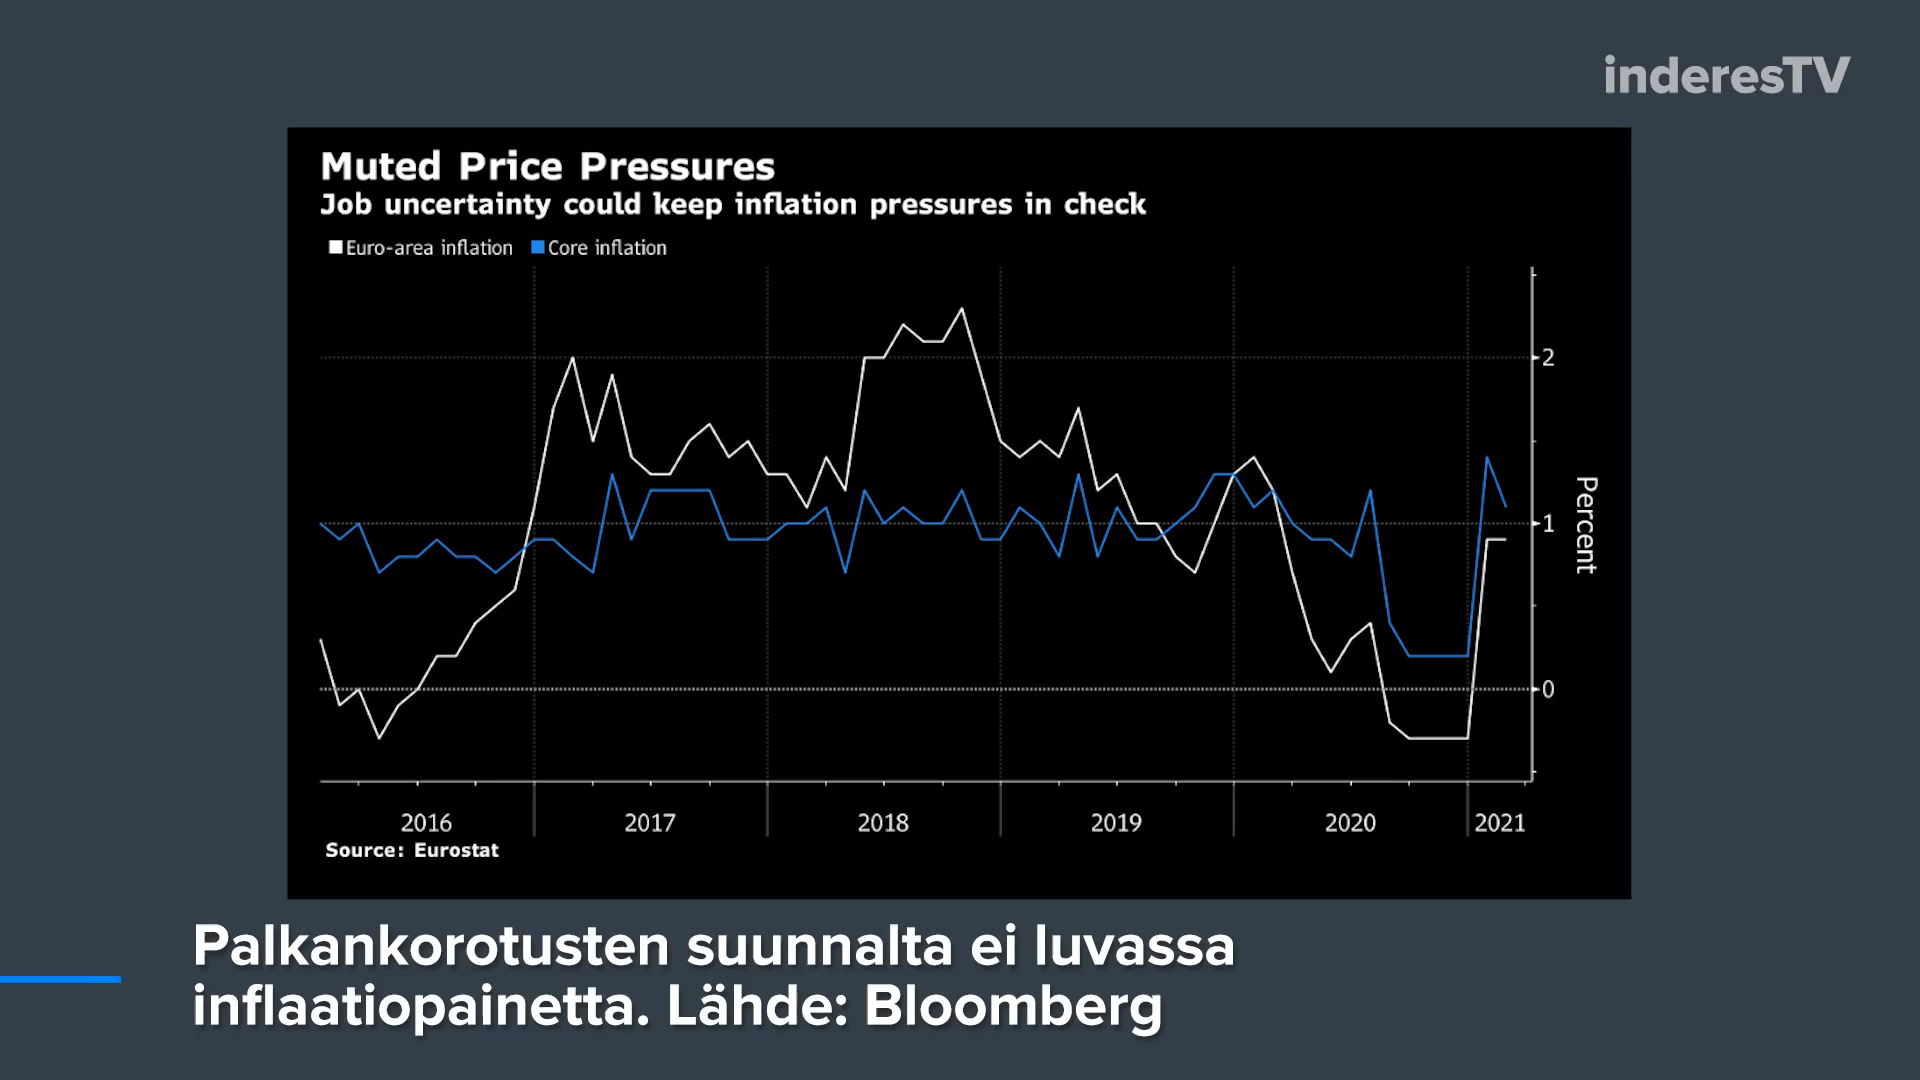 inderesTV
Muted Price Pressures
Job uncertainty could keep inflation pressures in check
Euro-area inflation Core inflation
2
1
0
Percent
2016 2017 2018 2019 2020 2021
Source: Eurostat
Palkankorotusten suunnalta ei luvassa
inflaatiopainetta. Lähde: Bloomberg